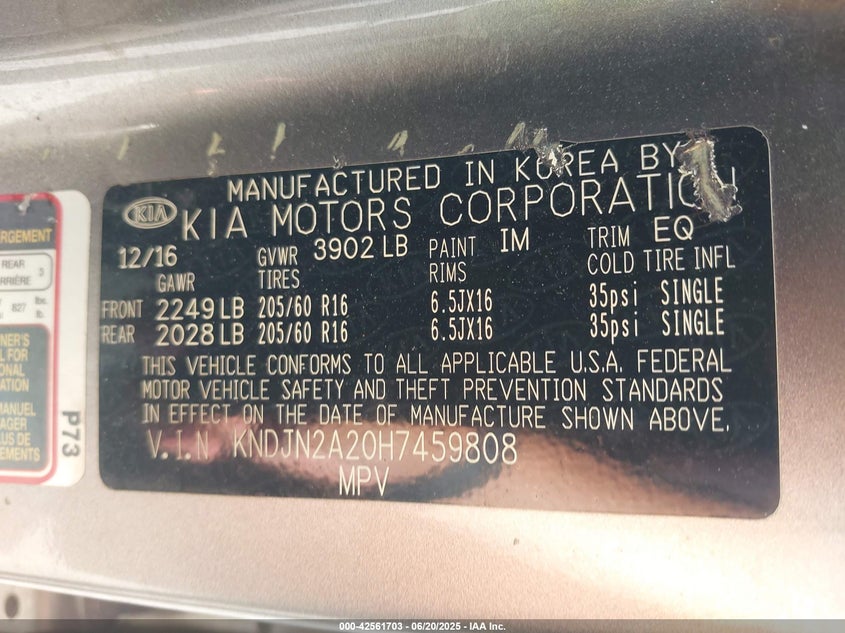 MANUFACTURED IN KOREA BY
KIA KIA MOTORS CORPORATION
12/16 GVWR 3902 LB PAINT IM TRIM EQ
GAWR TIRES RIMS COLD TIRE INFL
FRONT 2249 LB 205/60 R16 6.5JX16 35psi SINGLE
REAR 2028 LB 205/60 R16 6.5JX16 35psi SINGLE
THIS VEHICLE CONFORMS TO ALL APPLICABLE U.S.A. FEDERAL
MOTOR VEHICLE SAFETY AND THEFT PREVENTION STANDARDS
IN EFFECT ON THE DATE OF MANUFACTURE SHOWN ABOVE.
V.I.N KNDJN2A20H7459808
MPV
REAR 3
827 lbs.
P73
000-42561703 - 06/20/2025 - IAA Inc.